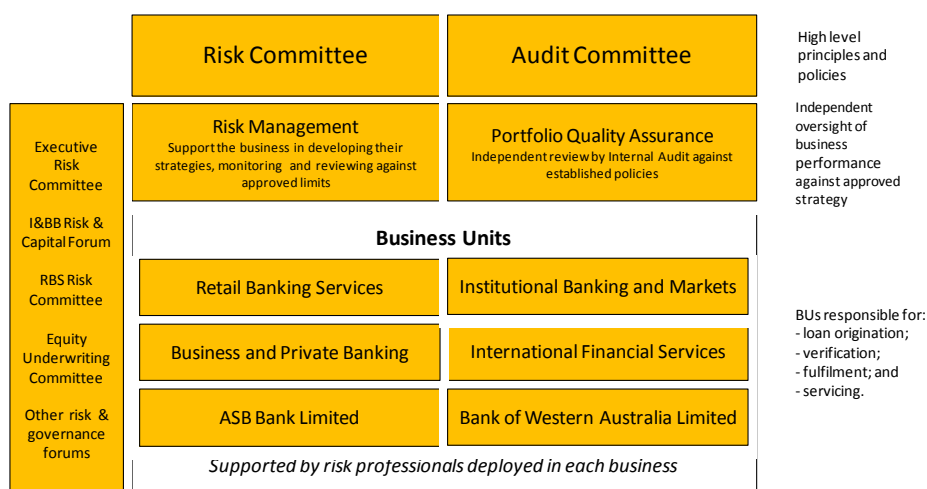 Risk Committee
Audit Committee
High level
principles and
policies
Executive
Risk
Committee
I&BB Risk &
Capital Forum
RBS Risk
Committee
Equity
Underwriting
Committee
Other risk &
governance
forums
Risk Management
Support the business in developing their
strategies, monitoring and reviewing against
approved limits
Portfolio Quality Assurance
Independent review by Internal Audit against
established policies
Independent
oversight of
business
performance
against approved
strategy
Business Units
Retail Banking Services
Institutional Banking and Markets
Business and Private Banking
International Financial Services
ASB Bank Limited
Bank of Western Australia Limited
BUs responsible for:
- loan origination;
- verification;
- fulfilment; and
- servicing.
Supported by risk professionals deployed in each business